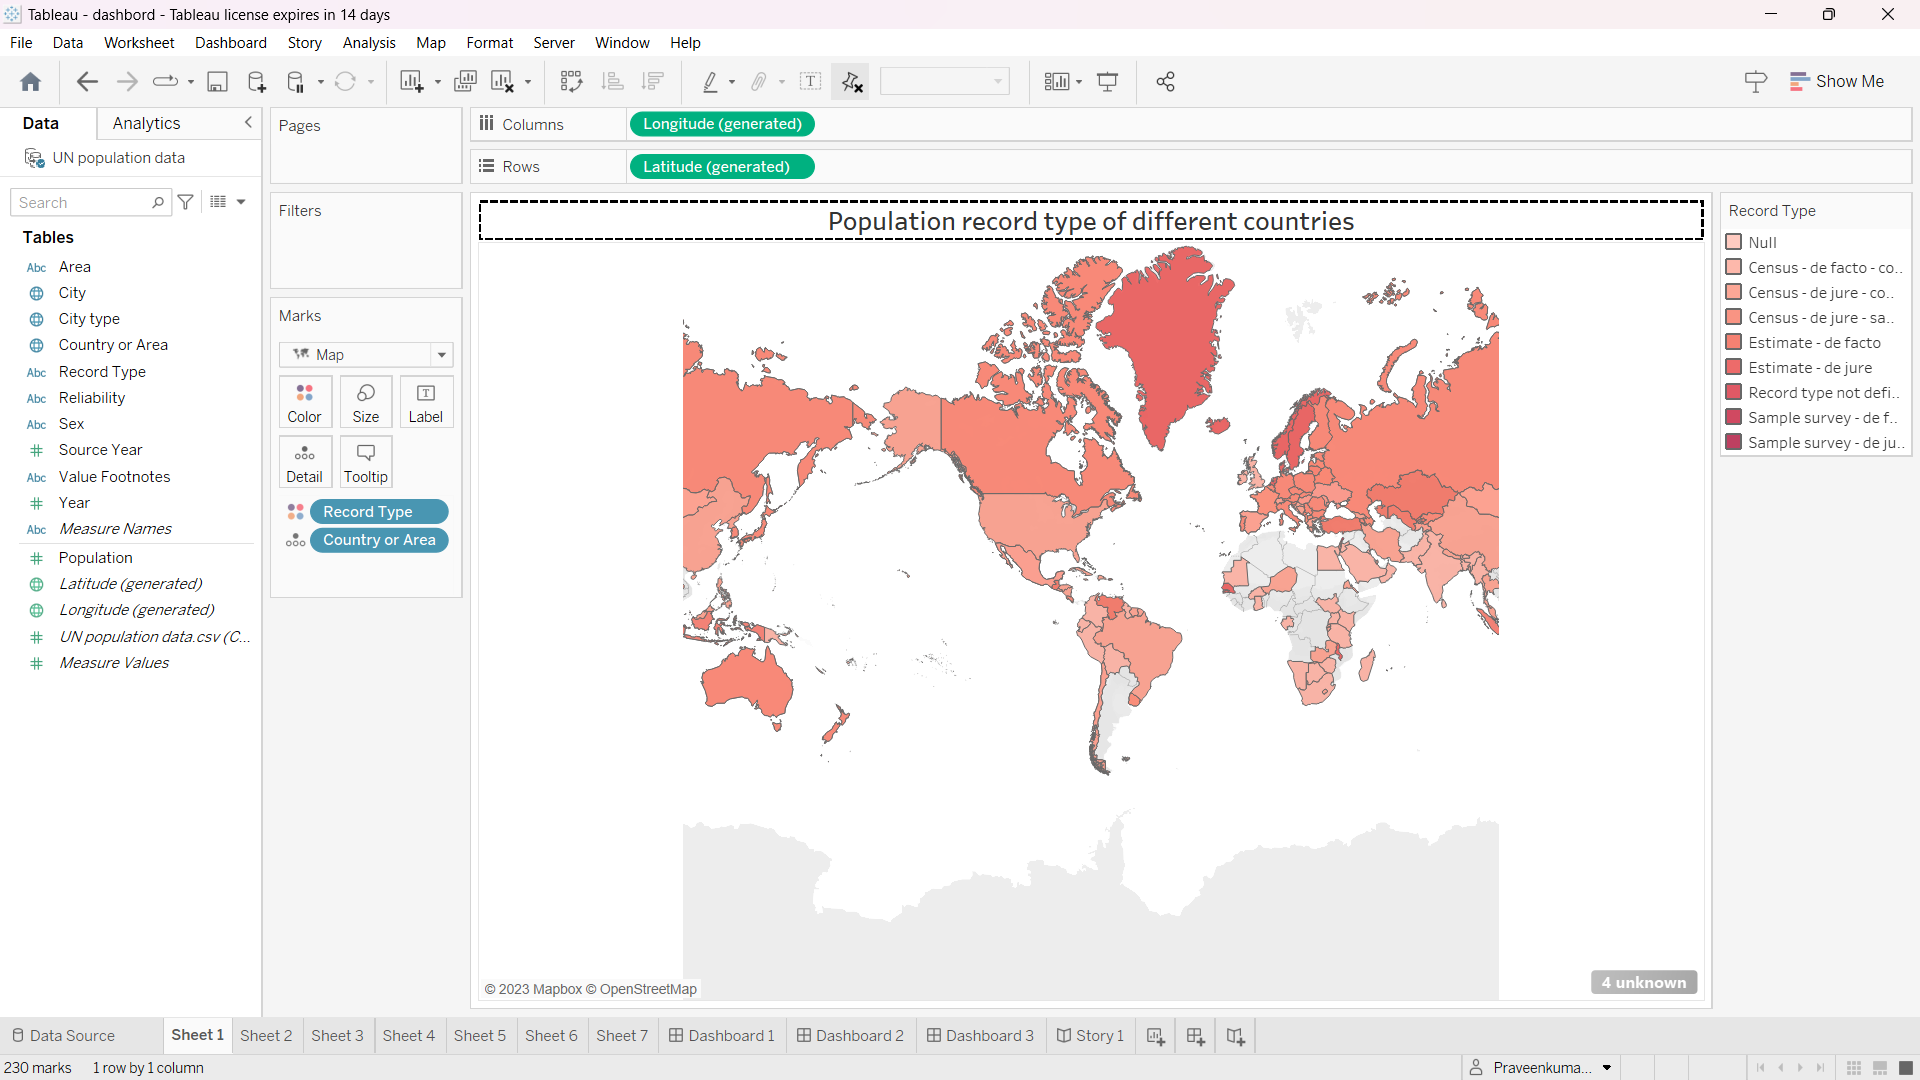 Tableau - dashbord - Tableau license expires in 14 days
File Data Worksheet Dashboard Story Analysis Map Format Server Window Help
Show Me
Data Analytics
UN population data
Search
Tables
Abc Area
City
City type
Country or Area
Abc Record Type
Abc Reliability
Abc Sex
Source Year
Abc Value Footnotes
Year
Abc Measure Names
Population
Latitude (generated)
Longitude (generated)
UN population data.csv (C...
Measure Values
Pages
Filters
Marks
Map
Color Size Label
Detail Tooltip
Record Type
Country or Area
Columns Longitude (generated)
Rows Latitude (generated)
Population record type of different countries
© 2023 Mapbox © OpenStreetMap
4 unknown
Record Type
Null
Census - de facto - co..
Census - de jure - co..
Census - de jure - sa..
Estimate - de facto
Estimate - de jure
Record type not defi..
Sample survey - de f..
Sample survey - de ju..
Data Source Sheet 1 Sheet 2 Sheet 3 Sheet 4 Sheet 5 Sheet 6 Sheet 7 Dashboard 1 Dashboard 2 Dashboard 3 Story 1
230 marks 1 row by 1 column
Praveenkuma...